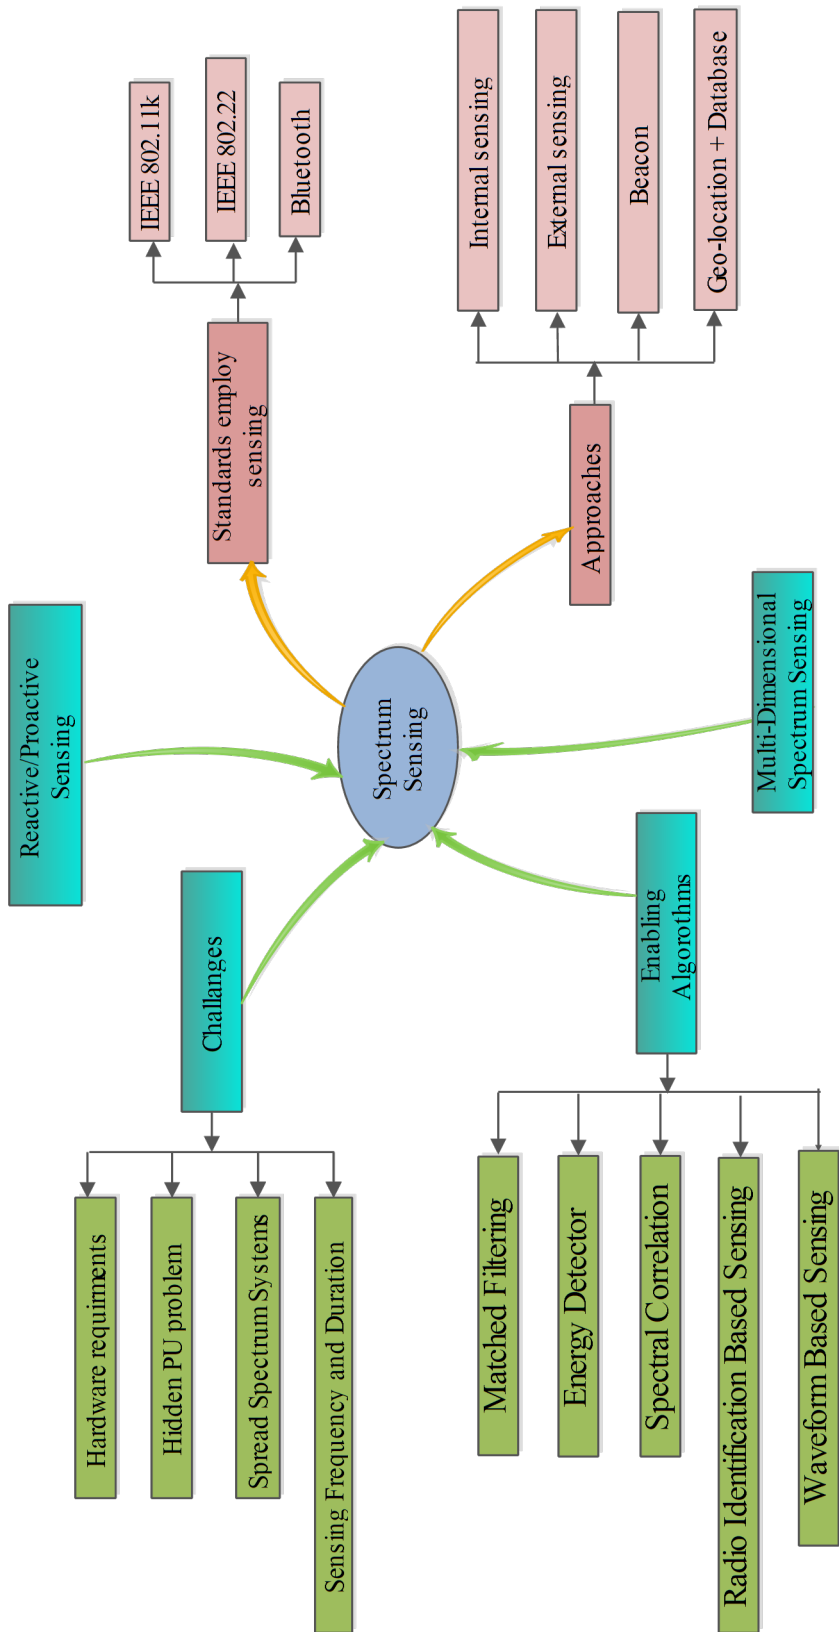 Hardware requirments
Hidden PU problem
Spread Spectrum Systems
Sensing Frequency and Duration
Challanges
Reactive/Proactive
Sensing
Standards employ
sensing
IEEE 802.11k
IEEE 802.22
Bluetooth
Spectrum
Sensing
Matched Filtering
Energy Detector
Spectral Correlation
Radio Identification Based Sensing
Waveform Based Sensing
Enabling
Algorothms
Multi-Dimensional
Spectrum Sensing
Approaches
Internal sensing
External sensing
Beacon
Geo-location + Database